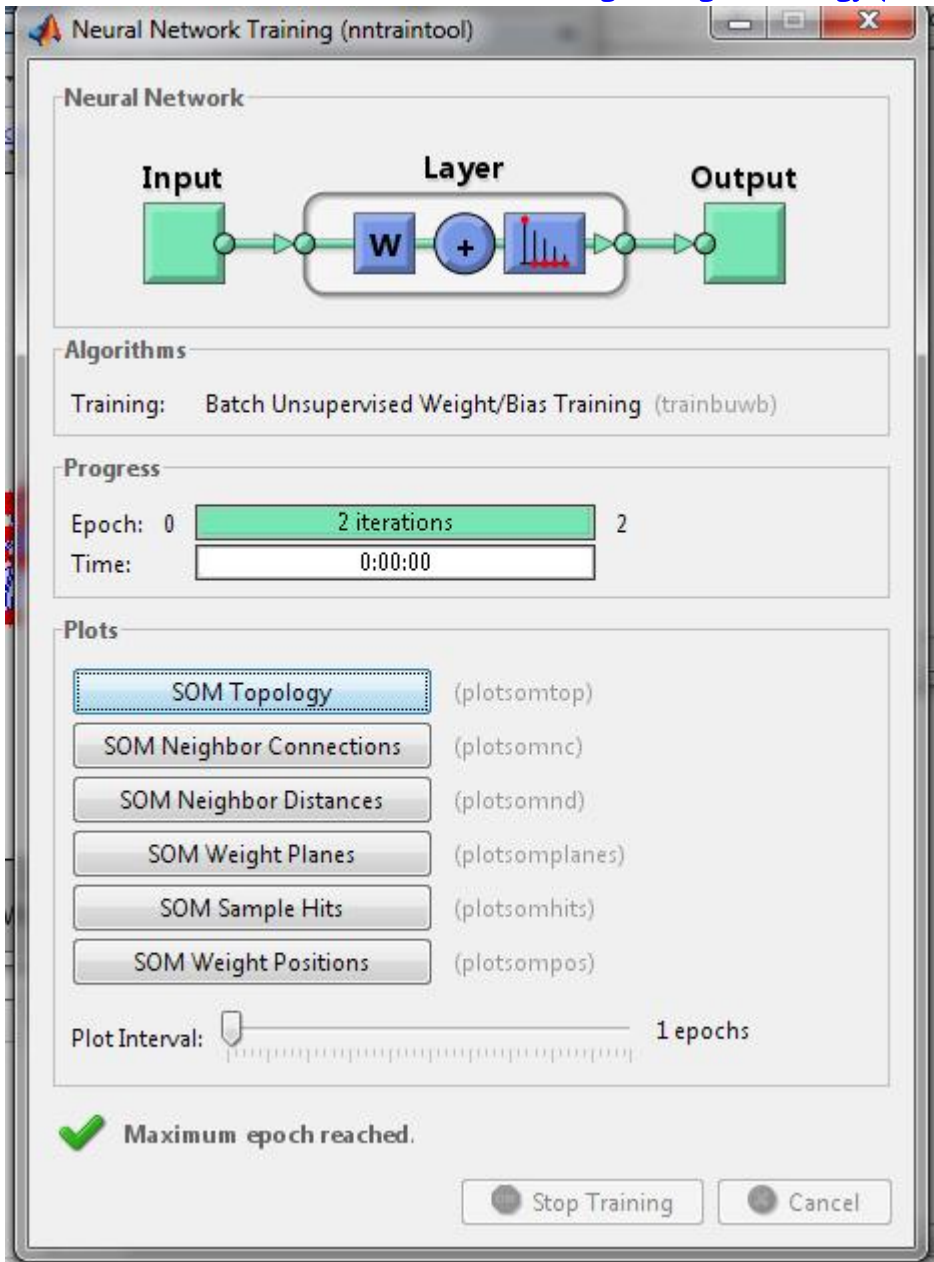 Neural Network Training (nntraintool)
Neural Network
Input Layer Output
W +
Algorithms
Training: Batch Unsupervised Weight/Bias Training (trainbuwb)
Progress
Epoch: 0 2 iterations 2
Time: 0:00:00
Plots
SOM Topology (plotsomtop)
SOM Neighbor Connections (plotsomnc)
SOM Neighbor Distances (plotsomnd)
SOM Weight Planes (plotsomplanes)
SOM Sample Hits (plotsomhits)
SOM Weight Positions (plotsompos)
Plot Interval: 1 epochs
Maximum epoch reached.
Stop Training Cancel